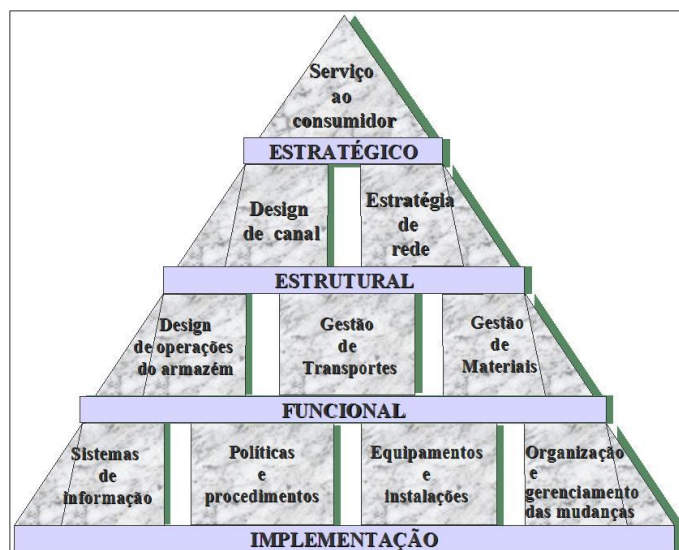 Serviço
ao
consumidor
ESTRATÉGICO
Design
de canal
Estratégia
de
rede
ESTRUTURAL
Design
de operações
do armazém
Gestão
de
Transportes
Gestão
de
Materiais
FUNCIONAL
Sistemas
de
informação
Políticas
e
procedimentos
Equipamentos
e
instalações
Organização
e
gerenciamento
das mudanças
IMPLEMENTAÇÃO